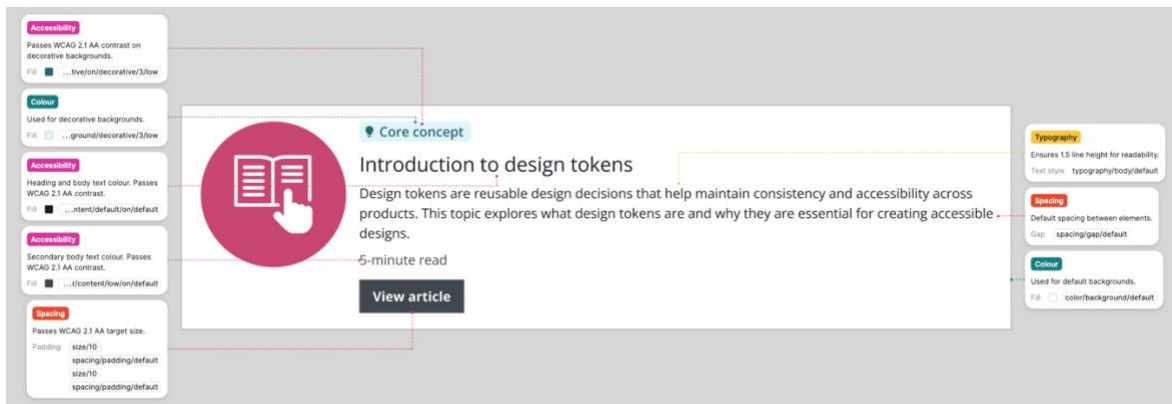 Accessibility
Passes WCAG 2.1 AA contrast on
decorative backgrounds.
Fill ...tive/on/decorative/3/low
Colour
Used for decorative backgrounds.
Fill ...ground/decorative/3/low
Accessibility
Heading and body text colour. Passes
WCAG 2.1 AA contrast.
Fill ...ntent/default/on/default
Accessibility
Secondary body text colour. Passes
WCAG 2.1 AA contrast.
Fill ...r/content/low/on/default
Spacing
Passes WCAG 2.1 AA target size.
Padding size/10
spacing/padding/default
size/10
spacing/padding/default
Core concept
Introduction to design tokens
Design tokens are reusable design decisions that help maintain consistency and accessibility across
products. This topic explores what design tokens are and why they are essential for creating accessible
designs.
5-minute read
View article
Typography
Ensures 1.5 line height for readability.
Text style typography/body/default
Spacing
Default spacing between elements.
Gap spacing/gap/default
Colour
Used for default backgrounds.
Fill color/background/default